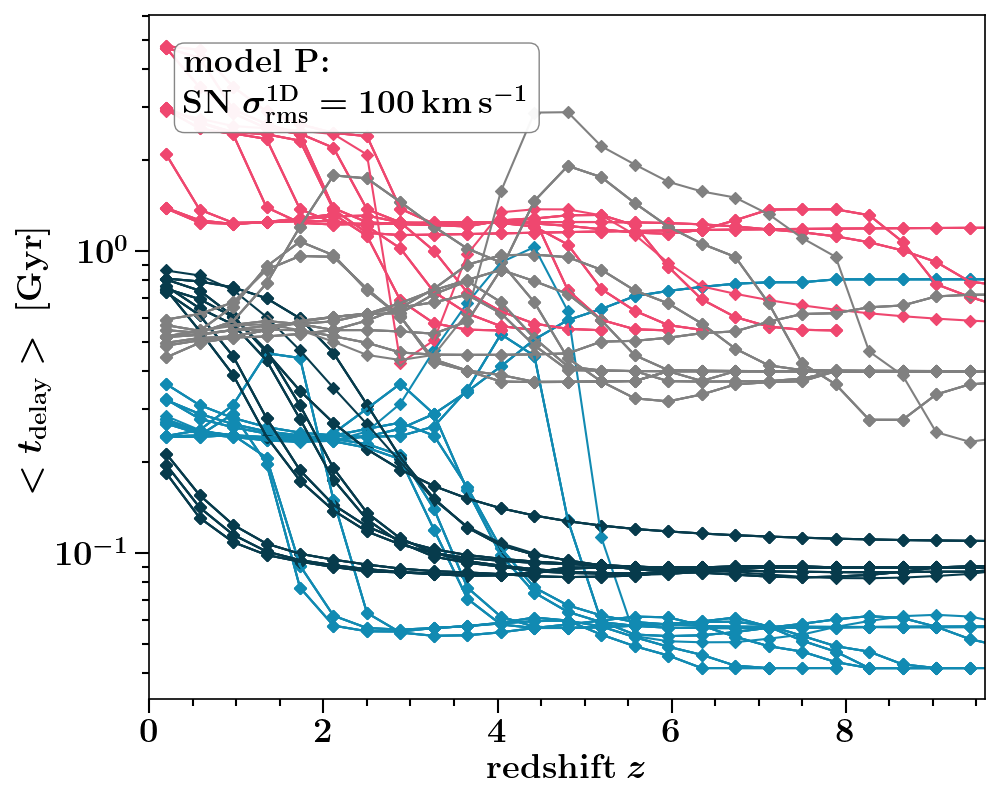 model P:
SN σ_rms^1D = 100 km s^−1
< t_delay > [Gyr]
10^0
10^−1
0 2 4 6 8
redshift z